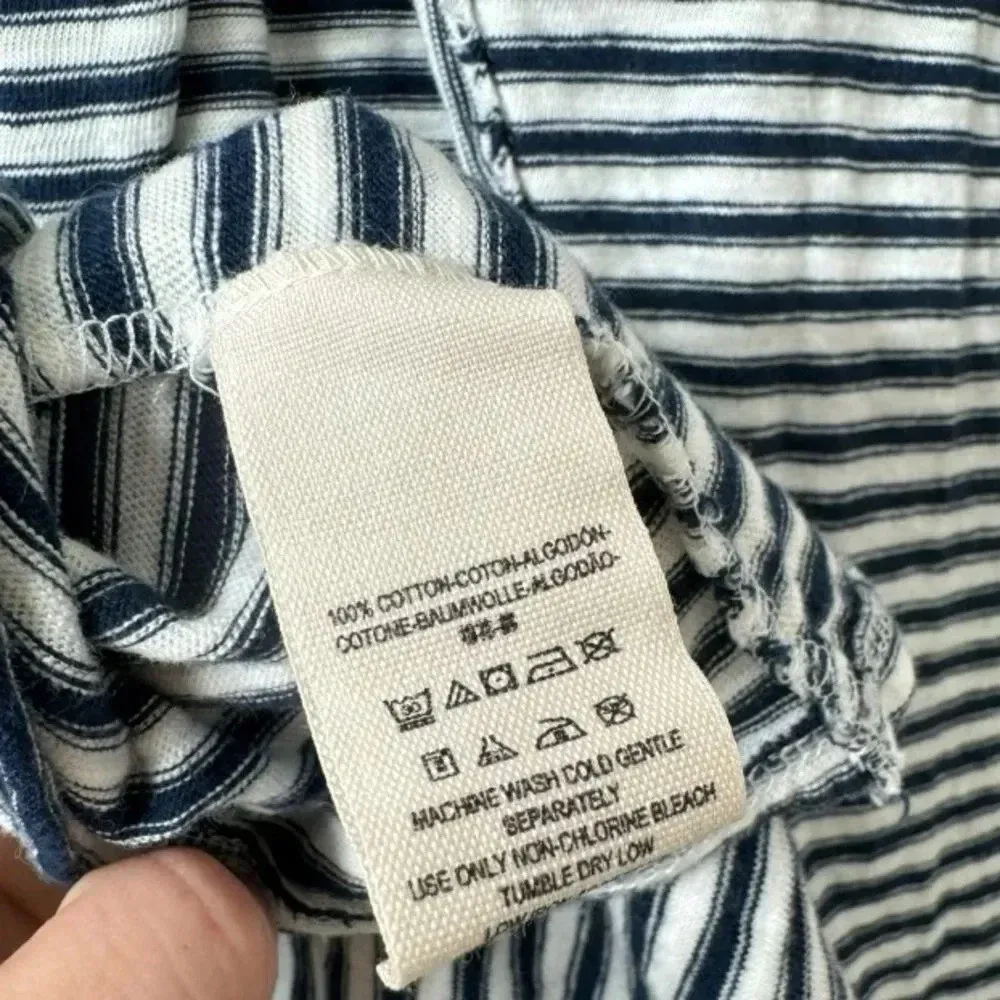 100% COTTON-COTON-ALGODÓN-
COTONE-BAUMWOLLE-ALGODÃO-
30
MACHINE WASH COLD GENTLE
SEPARATELY
USE ONLY NON-CHLORINE BLEACH
TUMBLE DRY LOW